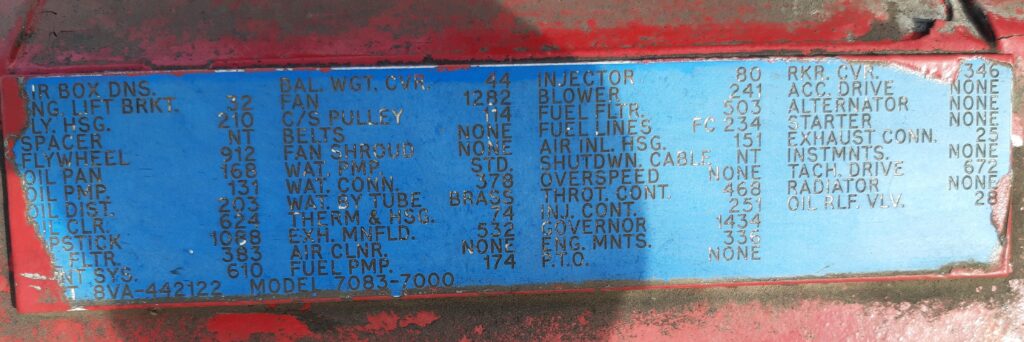 AIR BOX DNS. BAL. WGT. CVR. 44 INJECTOR 80 RKR. CVR. 346
ENG. LIFT BRKT. 32 FAN 1282 BLOWER 241 ACC. DRIVE NONE
FLY. HSG. 210 C/S PULLEY 114 FUEL FLTR. 503 ALTERNATOR NONE
SPACER NT BELTS NONE FUEL LINES FC 234 STARTER NONE
FLYWHEEL 912 FAN SHROUD NONE AIR INL. HSG. 151 EXHAUST CONN. 25
OIL PAN 168 WAT. PMP. STD. SHUTDWN. CABLE NT INSTMNTS. NONE
OIL PMP. 131 WAT. CONN. 378 OVERSPEED NONE TACH. DRIVE 672
OIL DIST. 203 WAT. BY TUBE BRASS THROT. CONT. 468 RADIATOR NONE
OIL CLR. 624 THERM & HSG. 74 INJ. CONT. 251 OIL RLF. VLV. 28
DIPSTICK 1068 EXH. MNFLD. 532 GOVERNOR 1434
FLTR. 383 AIR CLNR. NONE ENG. MNTS. 336
SYS. 610 FUEL PMP. 174 P.T.O. NONE
8VA-442122 MODEL 7083-7000